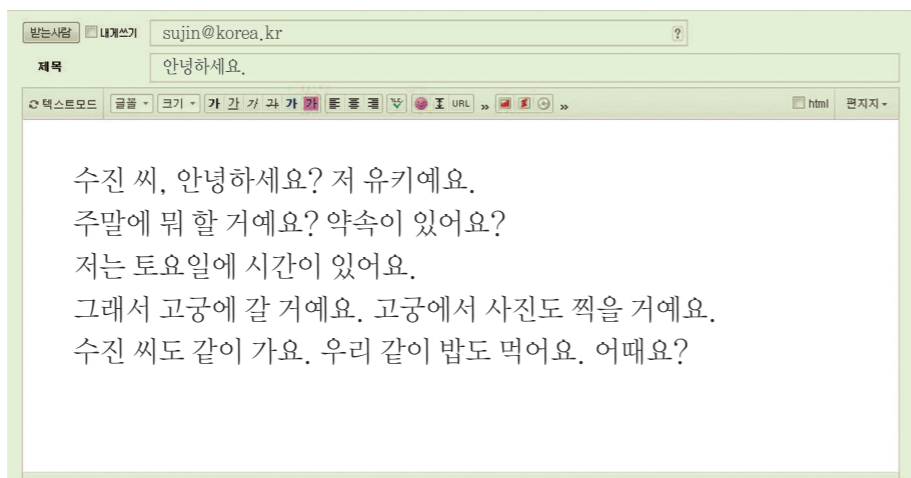 받는사람 내게쓰기 sujin@korea.kr ?
제목 안녕하세요.
텍스트모드 글꼴 크기 가 가 가 가 가 가 URL » » html 편지지
수진 씨, 안녕하세요? 저 유키예요.
주말에 뭐 할 거예요? 약속이 있어요?
저는 토요일에 시간이 있어요.
그래서 고궁에 갈 거예요. 고궁에서 사진도 찍을 거예요.
수진 씨도 같이 가요. 우리 같이 밥도 먹어요. 어때요?